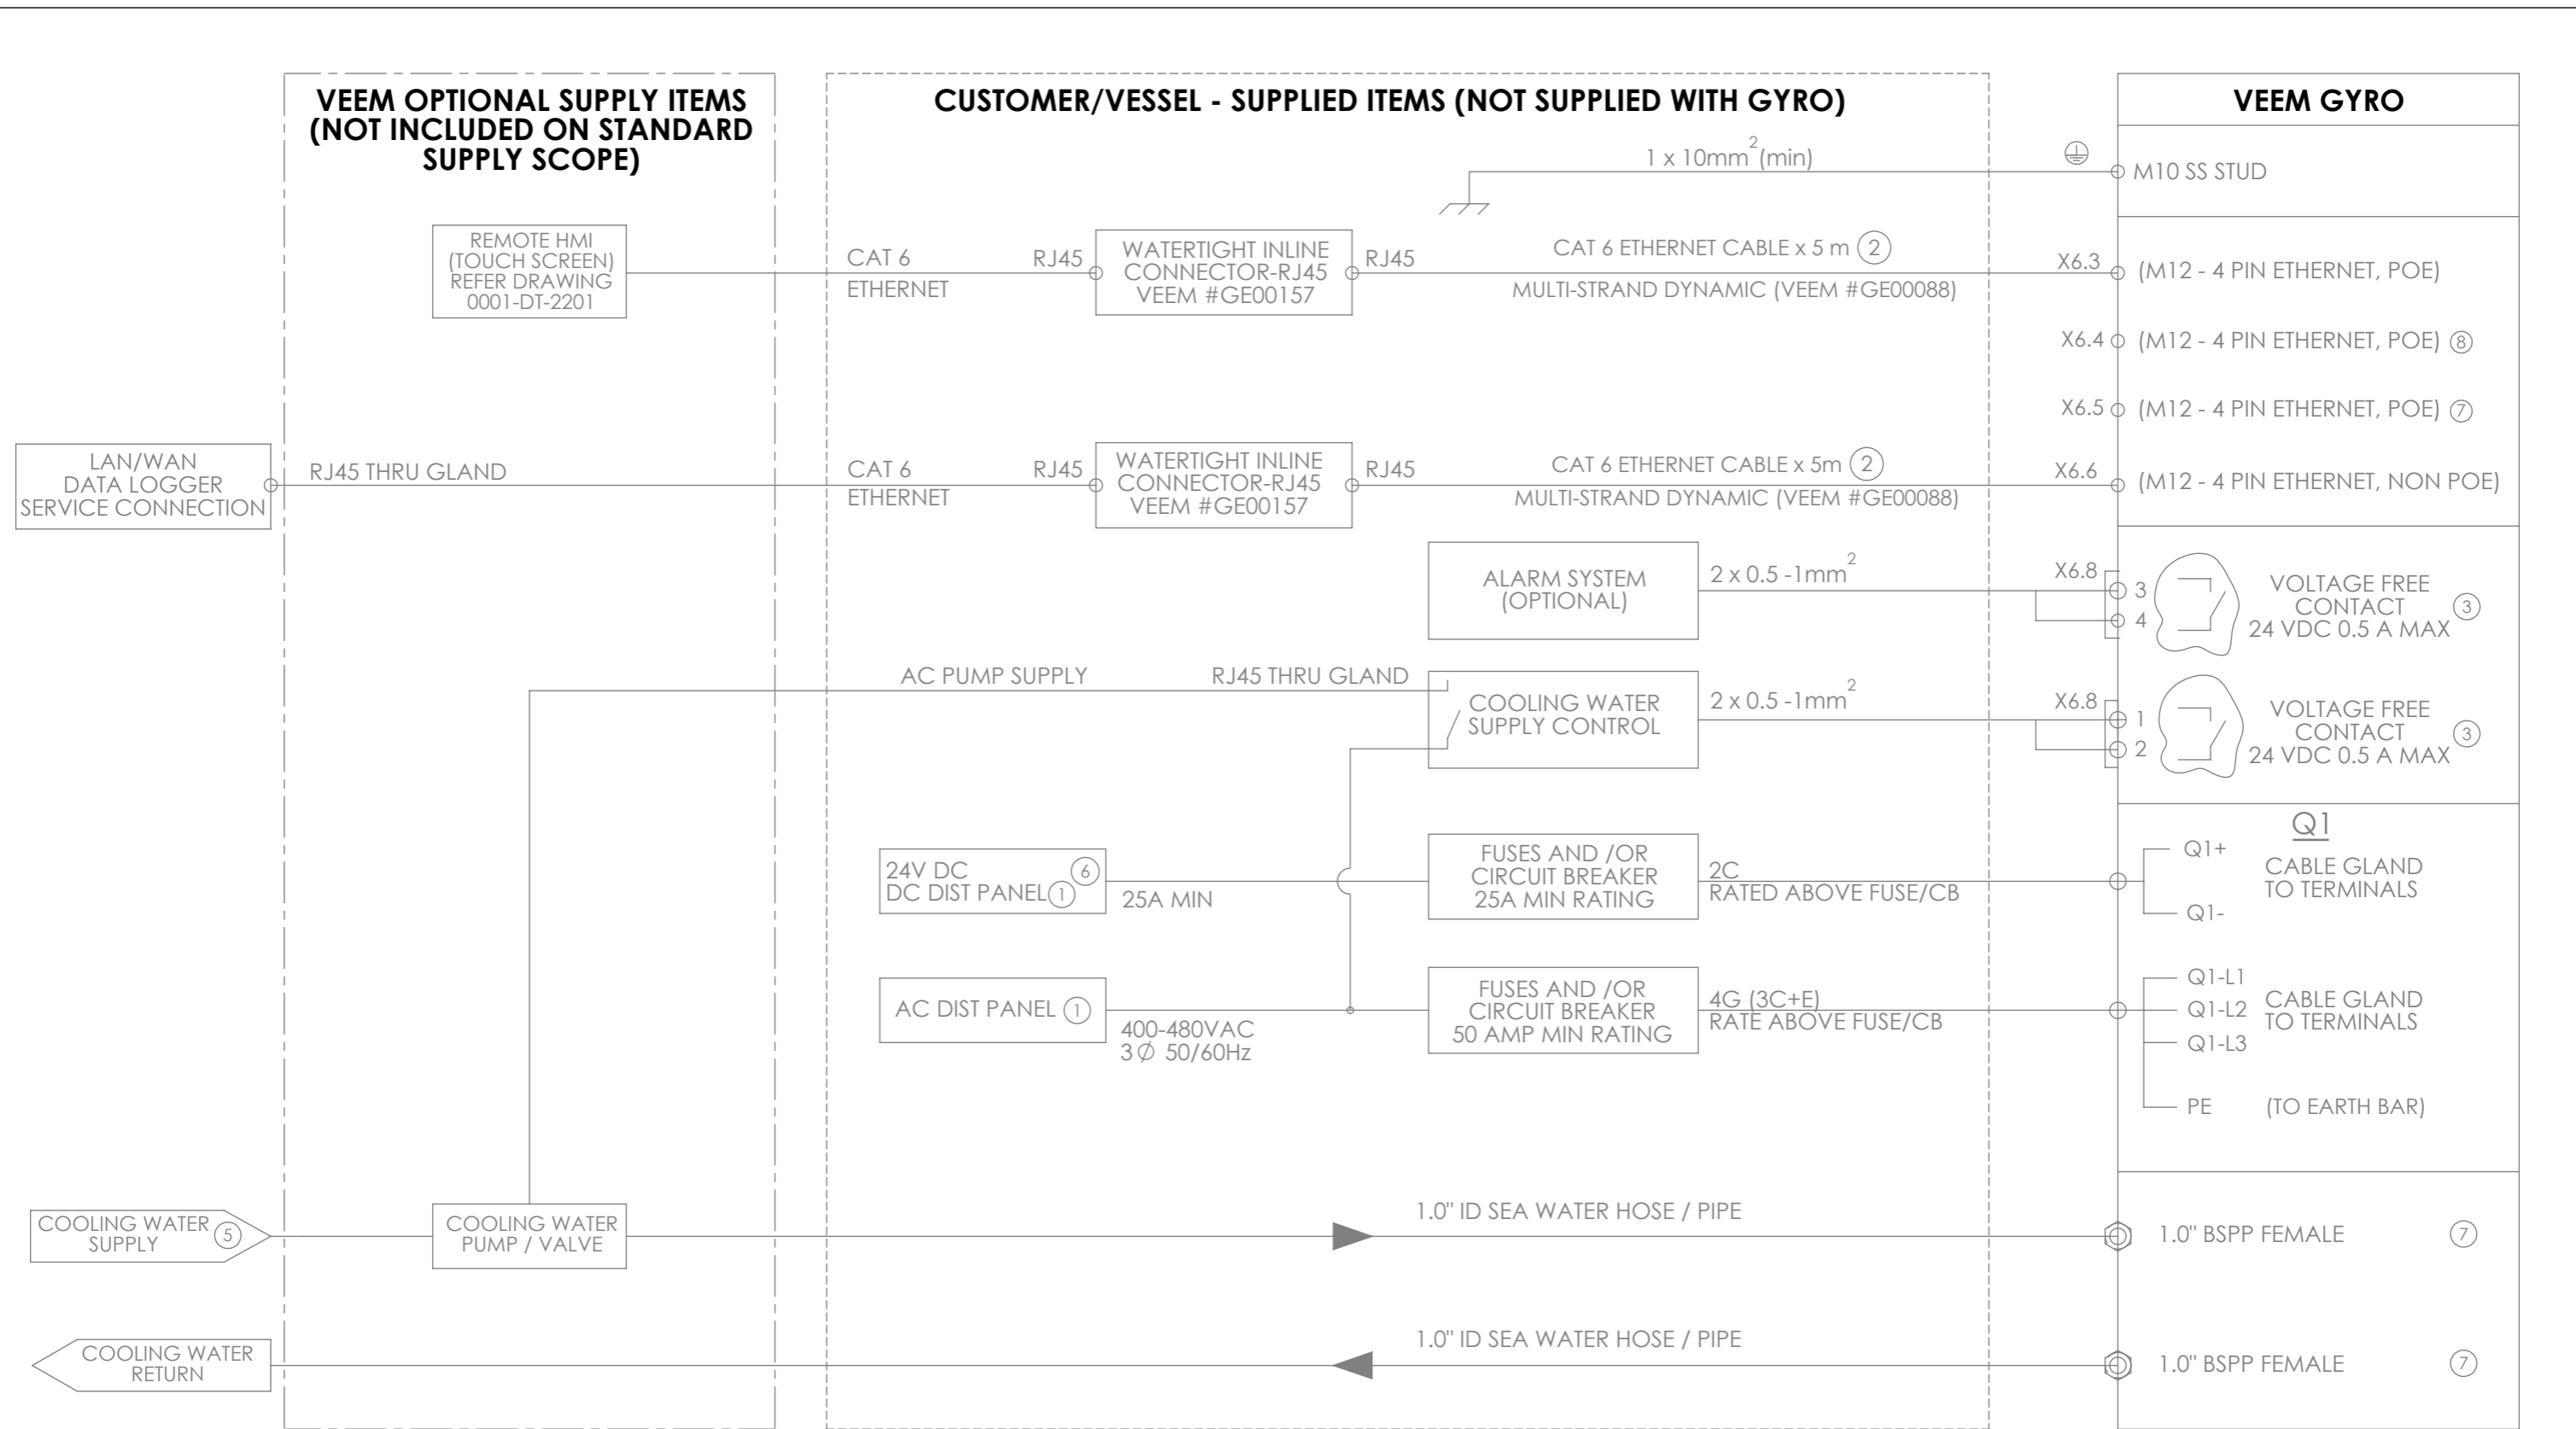 VEEM OPTIONAL SUPPLY ITEMS
(NOT INCLUDED ON STANDARD
SUPPLY SCOPE)
CUSTOMER/VESSEL - SUPPLIED ITEMS (NOT SUPPLIED WITH GYRO)
VEEM GYRO
1 x 10mm²(min)
M10 SS STUD
REMOTE HMI
(TOUCH SCREEN)
REFER DRAWING
0001-DT-2201
CAT 6
ETHERNET
RJ45
WATERTIGHT INLINE
CONNECTOR-RJ45
VEEM #GE00157
RJ45
CAT 6 ETHERNET CABLE x 5 m 2
MULTI-STRAND DYNAMIC (VEEM #GE00088)
X6.3
(M12 - 4 PIN ETHERNET, POE)
X6.4
(M12 - 4 PIN ETHERNET, POE) 8
X6.5
(M12 - 4 PIN ETHERNET, POE) 7
LAN/WAN
DATA LOGGER
SERVICE CONNECTION
RJ45 THRU GLAND
CAT 6
ETHERNET
RJ45
WATERTIGHT INLINE
CONNECTOR-RJ45
VEEM #GE00157
RJ45
CAT 6 ETHERNET CABLE x 5m 2
MULTI-STRAND DYNAMIC (VEEM #GE00088)
X6.6
(M12 - 4 PIN ETHERNET, NON POE)
ALARM SYSTEM
(OPTIONAL)
2 x 0.5 -1mm²
X6.8
3
4
VOLTAGE FREE
CONTACT 3
24 VDC 0.5 A MAX
AC PUMP SUPPLY
RJ45 THRU GLAND
COOLING WATER
SUPPLY CONTROL
2 x 0.5 -1mm²
X6.8
1
2
VOLTAGE FREE
CONTACT 3
24 VDC 0.5 A MAX
24V DC 6
DC DIST PANEL 1
25A MIN
FUSES AND /OR
CIRCUIT BREAKER
25A MIN RATING
2C
RATED ABOVE FUSE/CB
Q1
Q1+
Q1-
CABLE GLAND
TO TERMINALS
AC DIST PANEL 1
400-480VAC
3∅ 50/60Hz
FUSES AND /OR
CIRCUIT BREAKER
50 AMP MIN RATING
4G (3C+E)
RATE ABOVE FUSE/CB
Q1-L1
Q1-L2
Q1-L3
CABLE GLAND
TO TERMINALS
PE (TO EARTH BAR)
COOLING WATER
SUPPLY 5
COOLING WATER
PUMP / VALVE
1.0" ID SEA WATER HOSE / PIPE
1.0" BSPP FEMALE 7
COOLING WATER
RETURN
1.0" ID SEA WATER HOSE / PIPE
1.0" BSPP FEMALE 7